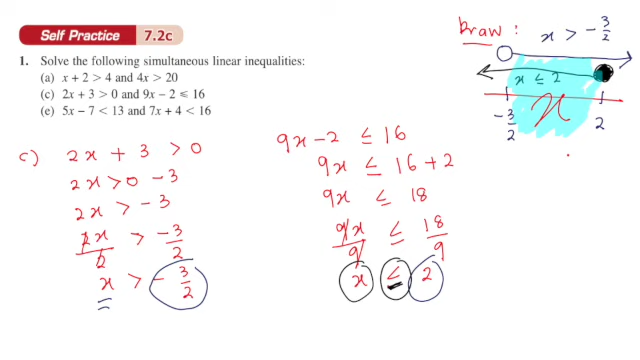 Self Practice 7.2c
1. Solve the following simultaneous linear inequalities:
(a) x + 2 > 4 and 4x > 20
(c) 2x + 3 > 0 and 9x − 2 ⩽ 16
(e) 5x − 7 < 13 and 7x + 4 < 16
Draw :
x > -3/2
x ≤ 2
x
-3/2
2
c) 2x + 3 > 0
2x > 0 - 3
2x > -3
2x/2 > -3/2
x > -3/2
9x - 2 ≤ 16
9x ≤ 16 + 2
9x ≤ 18
9x/9 ≤ 18/9
x ≤ 2